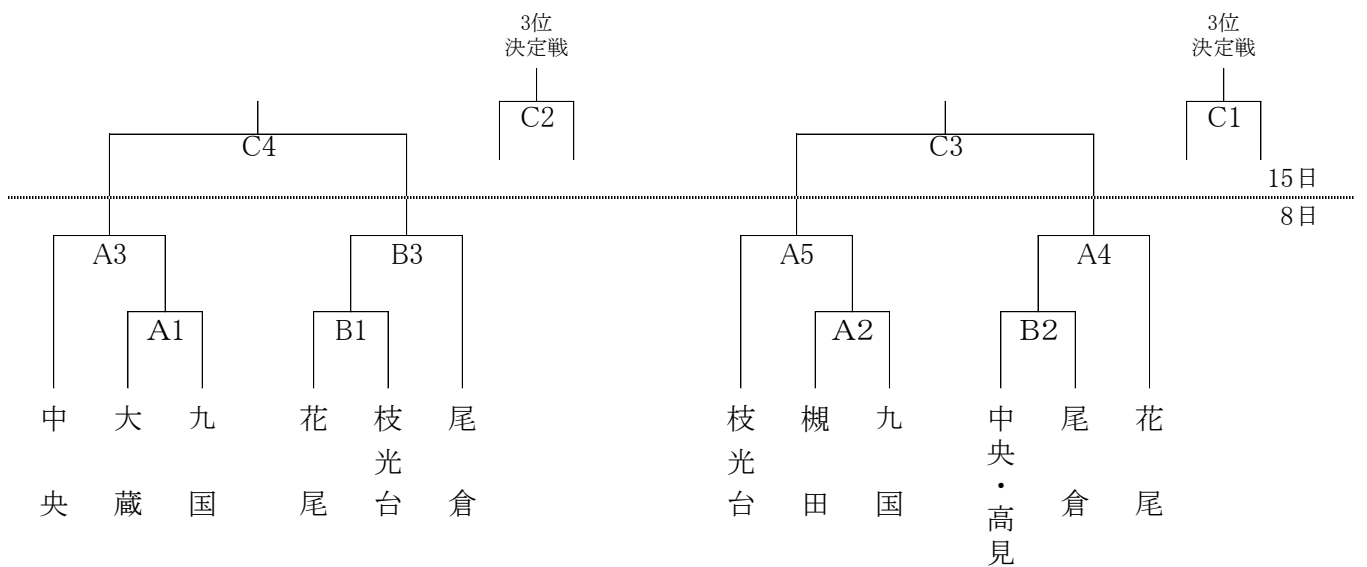 3位
決定戦
3位
決定戦
C2
C1
C4
C3
15日
8日
A3
B3
A5
A4
A1
B1
A2
B2
中央
大蔵
九国
花尾
枝光台
尾倉
枝光台
槻田
九国
中央・高見
尾倉
花尾